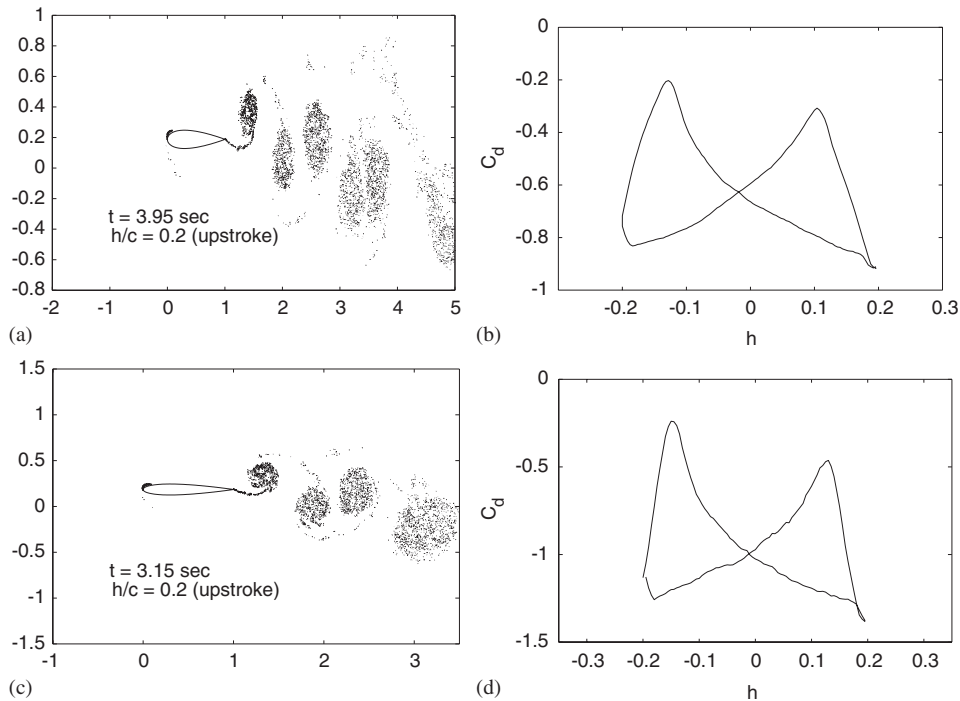 1
0.8
0.6
0.4
0.2
0
-0.2
-0.4
-0.6
-0.8
t = 3.95 sec
h/c = 0.2 (upstroke)
-2 -1 0 1 2 3 4 5
(a)
0
-0.2
-0.4
-0.6
-0.8
-1
C_d
-0.2 -0.1 0 0.1 0.2 0.3
h
(b)
1.5
1
0.5
0
-0.5
-1
-1.5
t = 3.15 sec
h/c = 0.2 (upstroke)
-1 0 1 2 3
(c)
0
-0.5
-1
-1.5
C_d
-0.3 -0.2 -0.1 0 0.1 0.2 0.3
h
(d)